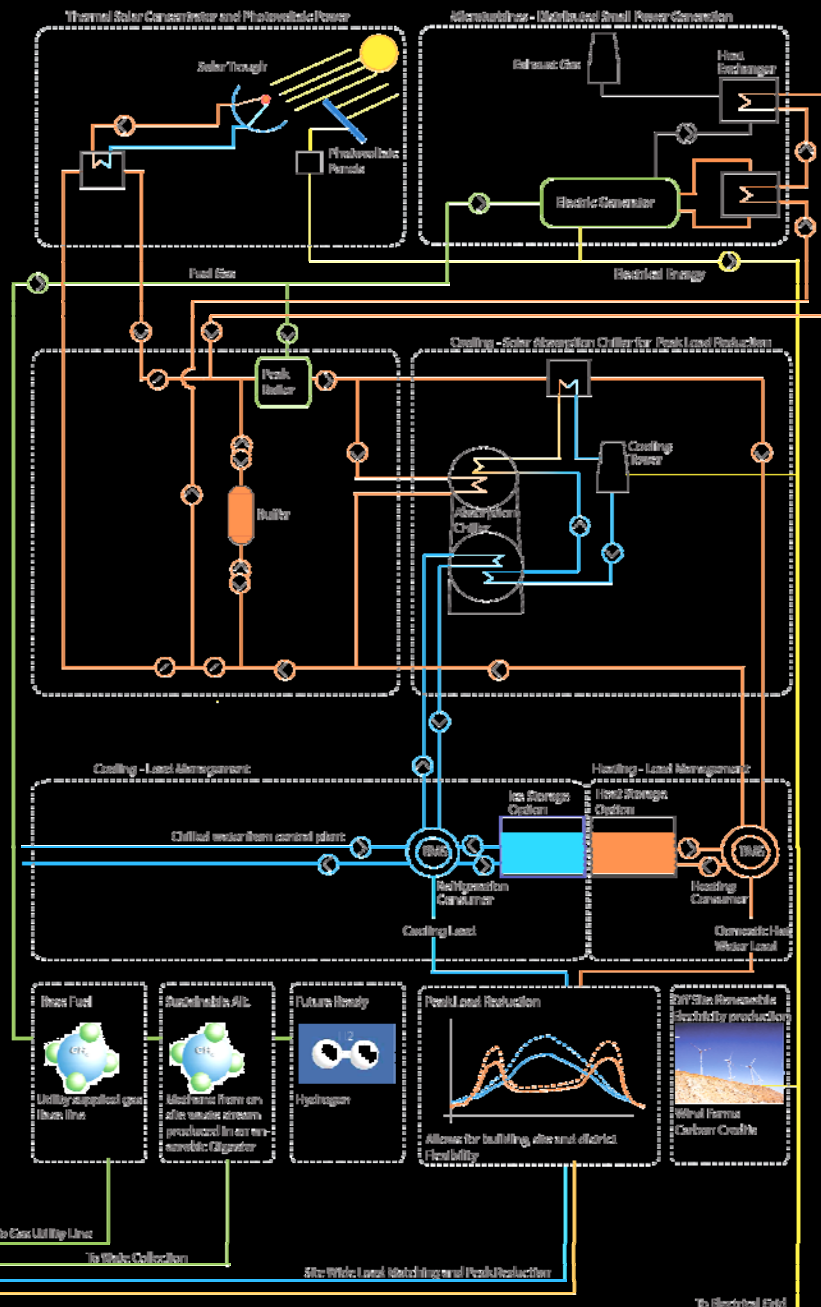 Thermal Solar Concentrator and Photovoltaic Power
Microturbines - Distributed Small Power Generation
Solar Trough
Exhaust Gas
Heat
Exchanger
Photovoltaic
Panels
Electric Generator
Fuel Gas
Electrical Energy
Cooling - Solar Absorption Chiller for Peak Load Reduction
Peak
Boiler
Cooling
Tower
Buffer
Absorption
Chiller
Cooling - Load Management
Heating - Load Management
Ice Storage
Option
Heat Storage
Option
Chilled water from central plant
Refrigeration
Consumer
Heating
Consumer
Cooling Load
Domestic Hot
Water Load
Base Fuel
Sustainable Alt.
Future Ready
Peak Load Reduction
Off Site Renewable
Electricity production
CH4
CH4
H2
Utility supplied gas
Base line
Methane from on-
site waste stream
produced in an an-
aerobic Digester
Hydrogen
Allows for building, site and district
Flexibility
Wind Farms
Carbon Credits
To Gas Utility Line
To Wate Collection
Site Wide Load Matching and Peak Reduction
To Electrical Grid